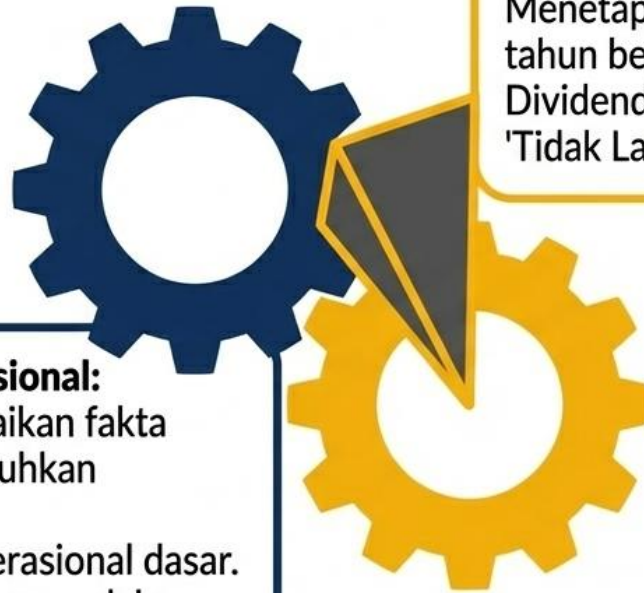 Menetap
tahun be
Dividend
'Tidak La
sional:
aikan fakta
uhkan
erasional dasar.